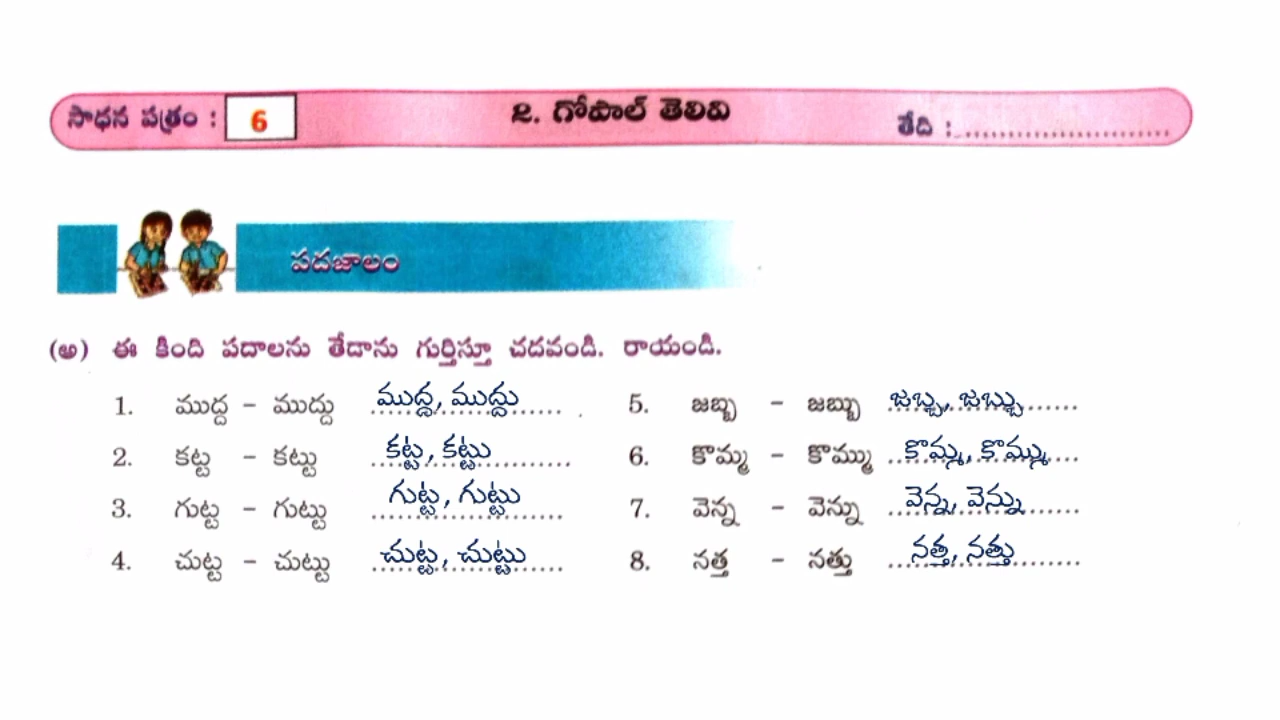 సాధన పత్రం : 6 ౨. గోపాల్ తెలివి తేది : ........................
పదజాలం
(అ) ఈ కింది పదాలను తేడాను గుర్తిస్తూ చదవండి. రాయండి.
1. ముద్ద - ముద్దు ముద్ద, ముద్దు 5. జబ్బ - జబ్బు జబ్బ, జబ్బు
2. కట్ట - కట్టు కట్ట, కట్టు 6. కొమ్మ - కొమ్ము కొమ్మ, కొమ్ము
3. గుట్ట - గుట్టు గుట్ట, గుట్టు 7. వెన్న - వెన్ను వెన్న, వెన్ను
4. చుట్ట - చుట్టు చుట్ట, చుట్టు 8. నత్త - నత్తు నత్త, నత్తు